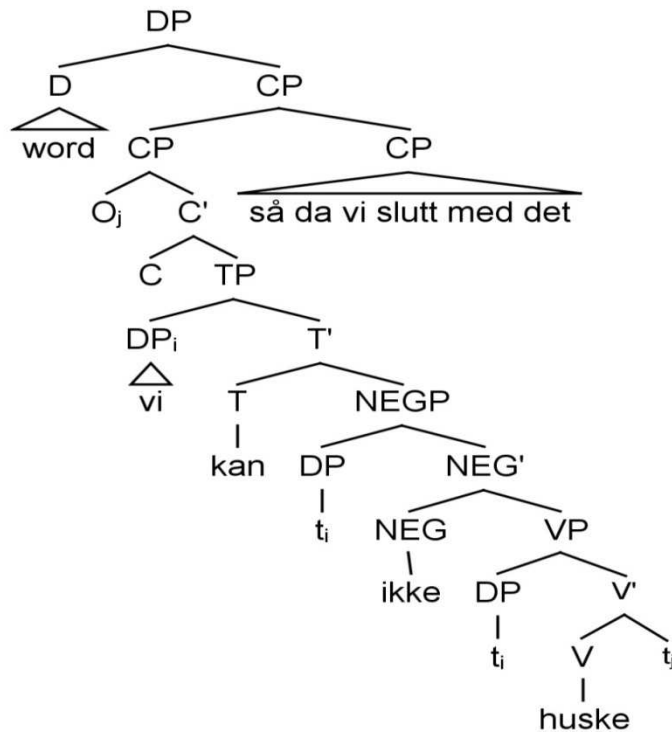 DP
D CP
word CP CP
Oj C' så da vi slutt med det
C TP
DPi T'
vi T NEGP
kan DP NEG'
ti NEG VP
ikke DP V'
ti V tj
huske